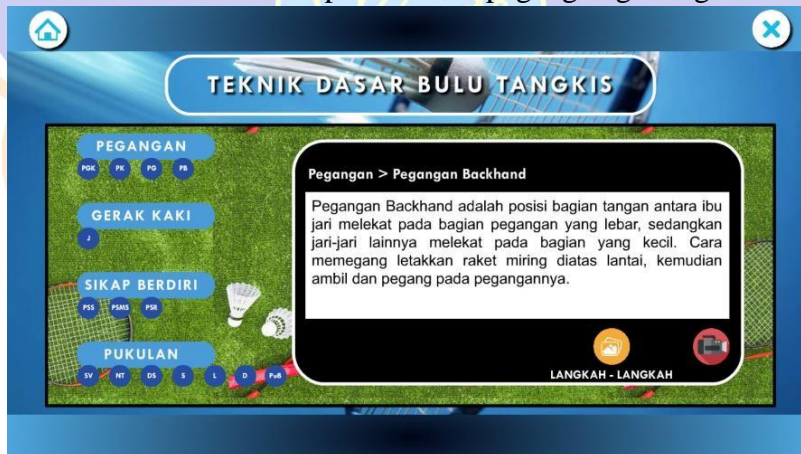 TEKNIK DASAR BULU TANGKIS
PEGANGAN
PGK PK PG PB
GERAK KAKI
J
SIKAP BERDIRI
PSS PSMS PSR
PUKULAN
SV NT DS S L D PuB
Pegangan > Pegangan Backhand
Pegangan Backhand adalah posisi bagian tangan antara ibu
jari melekat pada bagian pegangan yang lebar, sedangkan
jari-jari lainnya melekat pada bagian yang kecil. Cara
memegang letakkan raket miring diatas lantai, kemudian
ambil dan pegang pada pegangannya.
LANGKAH - LANGKAH